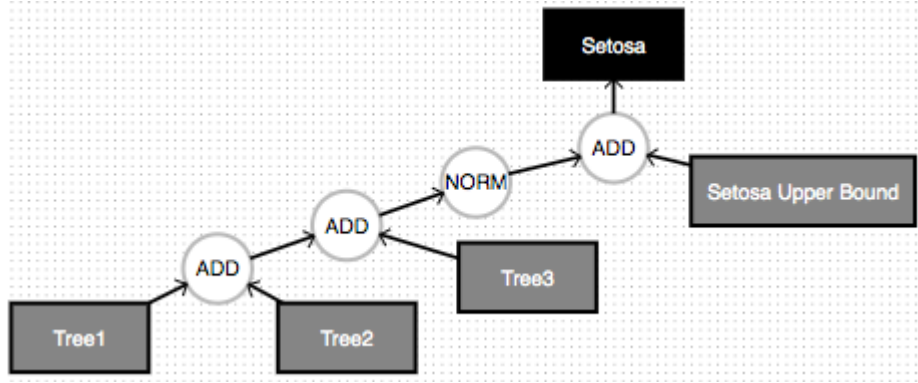 Setosa
ADD
Setosa Upper Bound
NORM
ADD
Tree3
ADD
Tree1
Tree2